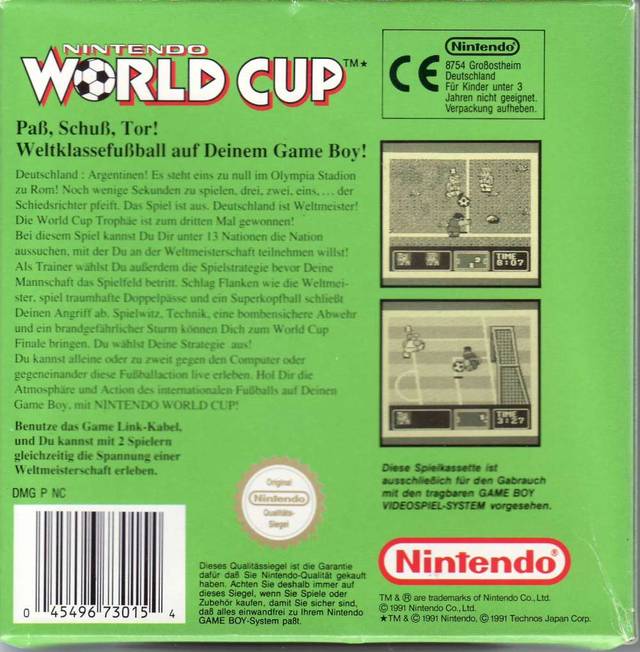 NINTENDO
WORLD CUP™★
Nintendo®
CE
8754 Großostheim
Deutschland
Für Kinder unter 3
Jahren nicht geeignet.
Verpackung aufheben.
Paß, Schuß, Tor!
Weltklassefußball auf Deinem Game Boy!
Deutschland : Argentinen! Es steht eins zu null im Olympia Stadion
zu Rom! Noch wenige Sekunden zu spielen, drei, zwei, eins, ... der
Schiedsrichter pfeift. Das Spiel ist aus. Deutschland ist Weltmeister!
Die World Cup Trophäe ist zum dritten Mal gewonnen!
Bei diesem Spiel kannst Du Dir unter 13 Nationen die Nation
aussuchen, mit der Du an der Weltmeisterschaft teilnehmen willst!
Als Trainer wählst Du außerdem die Spielstrategie bevor Deine
Mannschaft das Spielfeld betritt. Schlag Flanken wie die Weltmei-
ster, spiel traumhafte Doppelpässe und ein Superkopfball schließt
Deinen Angriff ab. Spielwitz, Technik, eine bombensichere Abwehr
und ein brandgefährlicher Sturm können Dich zum World Cup
Finale bringen. Du wählst Deine Strategie aus!
Du kannst alleine oder zu zweit gegen den Computer oder
gegeneinander diese Fußballaction live erleben. Hol Dir die
Atmosphäre und Action des internationalen Fußballs auf Deinen
Game Boy, mit NINTENDO WORLD CUP!
Benutze das Game Link-Kabel,
und Du kannst mit 2 Spielern
gleichzeitig die Spannung einer
Weltmeisterschaft erleben.
DMG P NC
TIME
6:07
TIME
3:27
Diese Spielkassette ist
ausschließlich für den Gabrauch
mit den tragbaren GAME BOY
VIDEOSPIEL-SYSTEM vorgesehen.
Original
Nintendo
Qualitäts-
Siegel
0 45496 73015 4
Dieses Qualitässiegel ist die Garantie
dafür daß Sie Nintendo-Qualität gekauft
haben. Achten Sie deshalb immer auf
dieses Siegel, wenn Sie Spiele oder
Zubehör kaufen, damit Sie sicher sind,
daß alles einwandfrei zu Ihrem Nintendo
GAME BOY-System paßt.
Nintendo®
TM & ® are trademarks of Nintendo Co., Ltd.
© 1991 Nintendo Co., Ltd.
★TM & © 1991 Nintendo, © 1991 Technos Japan Corp.